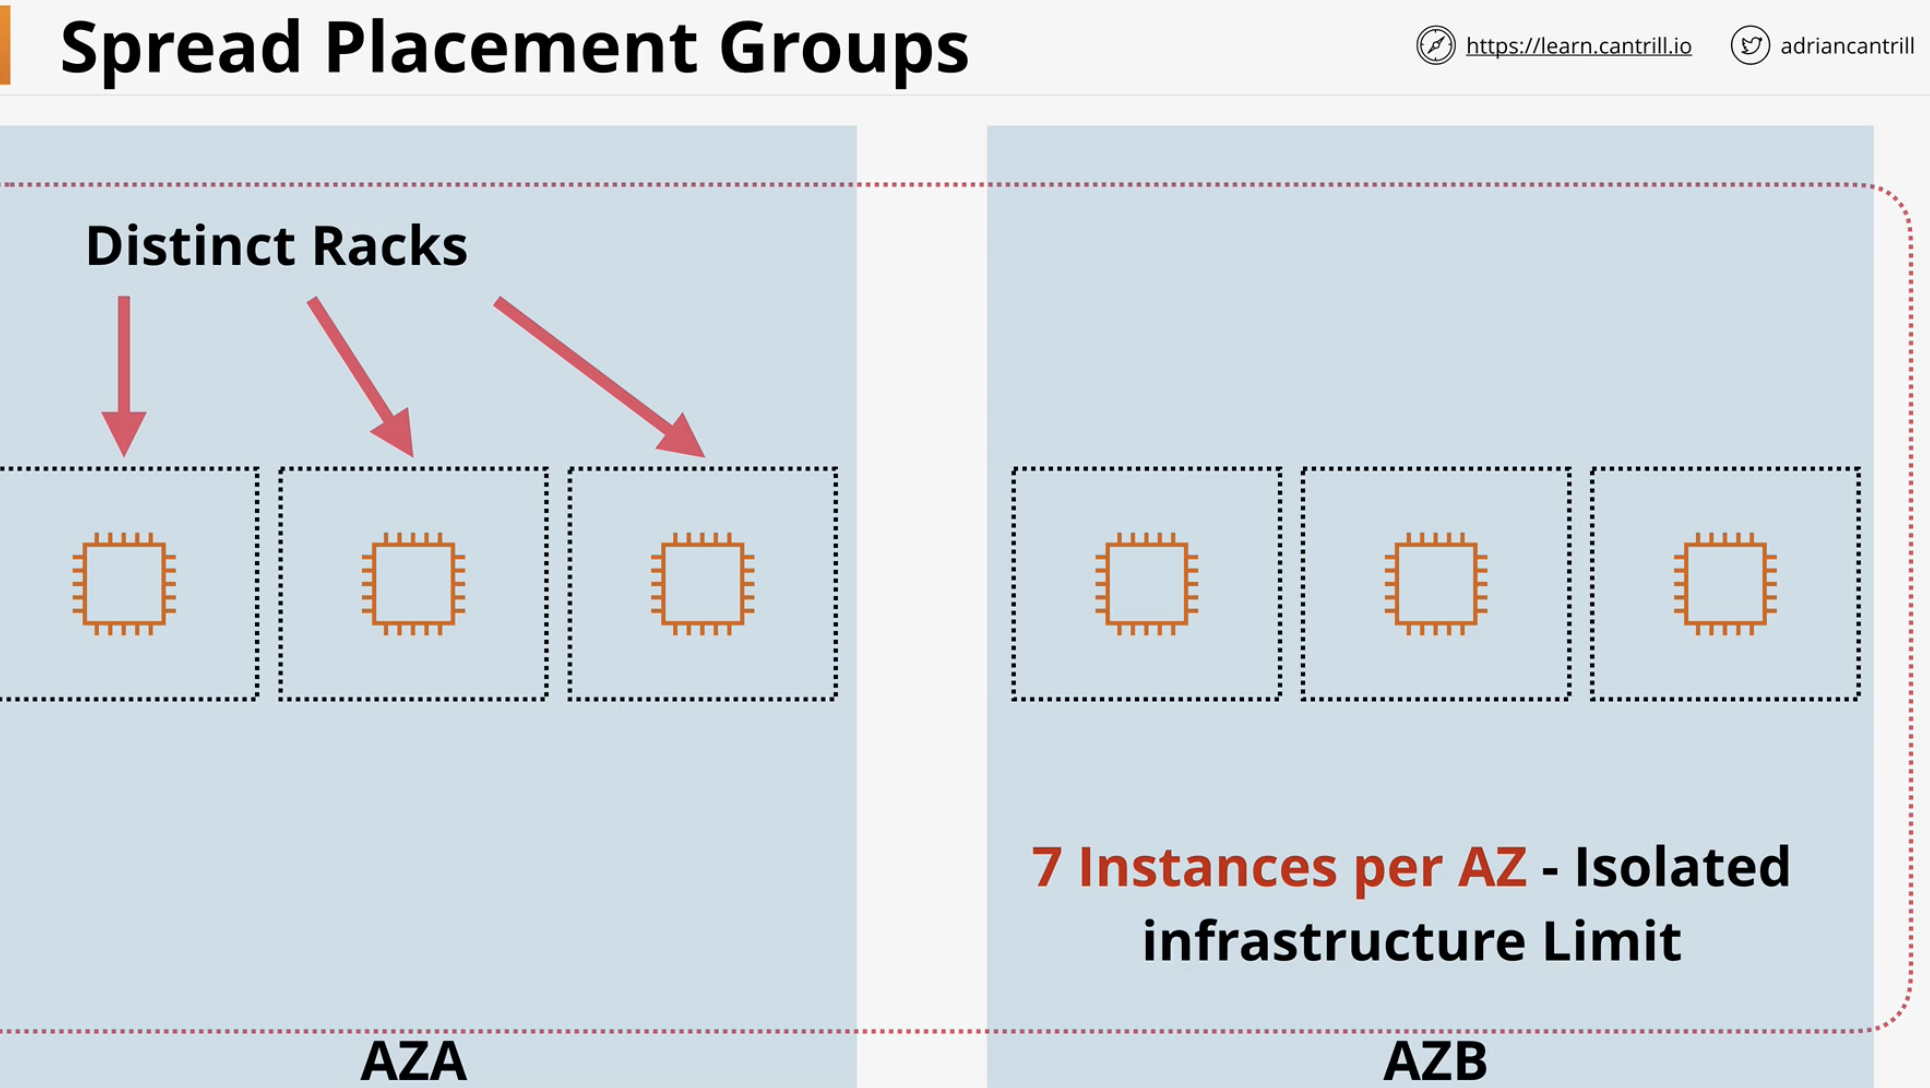 Spread Placement Groups
https://learn.cantrill.io
adriancantrill
Distinct Racks
7 Instances per AZ - Isolated
infrastructure Limit
AZA
AZB